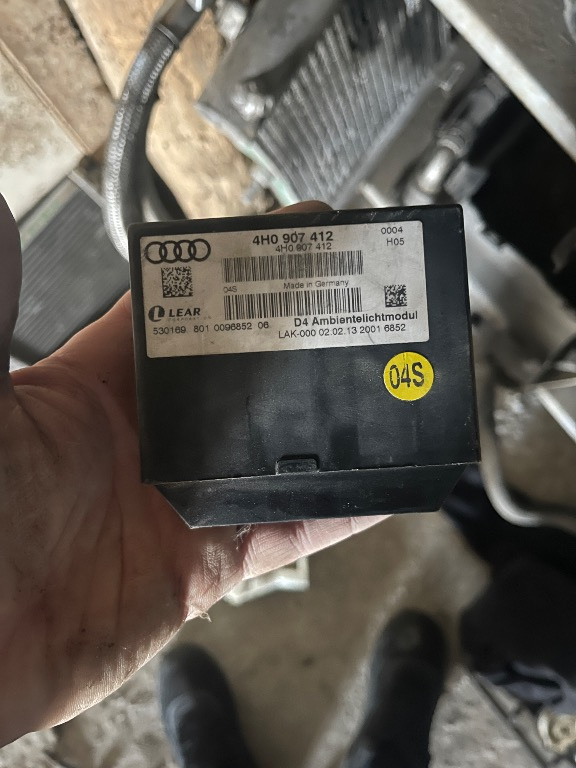 4H0 907 412
4H0 907 412
0004
H05
04S
Made in Germany
LEAR
D4 Ambientelichtmodul
530169 801 0096852 06
LAK-000 02.02.13 2001 6852
04S